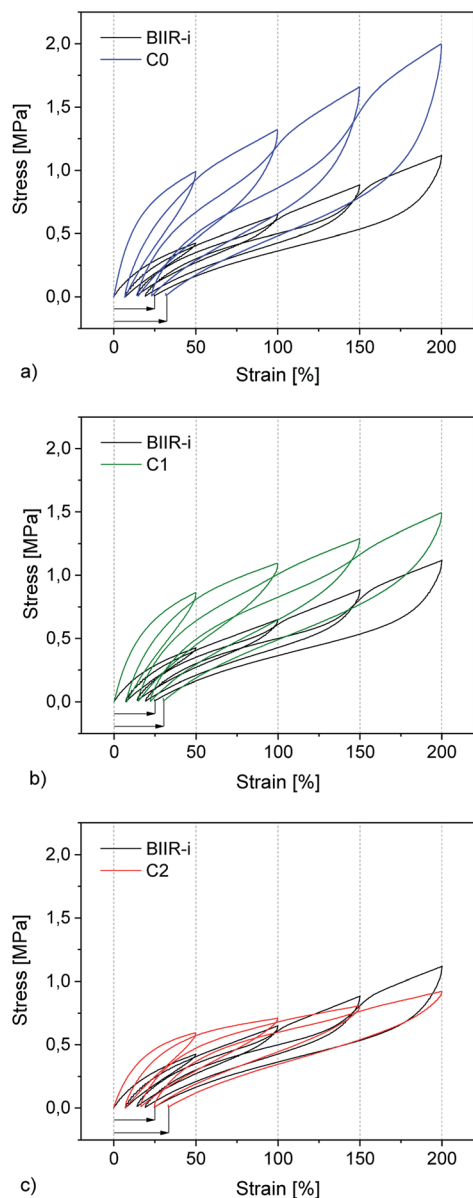 BIIR-i
C0
2,0
1,5
1,0
0,5
0,0
Stress [MPa]
0 50 100 150 200
Strain [%]
a)
BIIR-i
C1
2,0
1,5
1,0
0,5
0,0
Stress [MPa]
0 50 100 150 200
Strain [%]
b)
BIIR-i
C2
2,0
1,5
1,0
0,5
0,0
Stress [MPa]
0 50 100 150 200
Strain [%]
c)